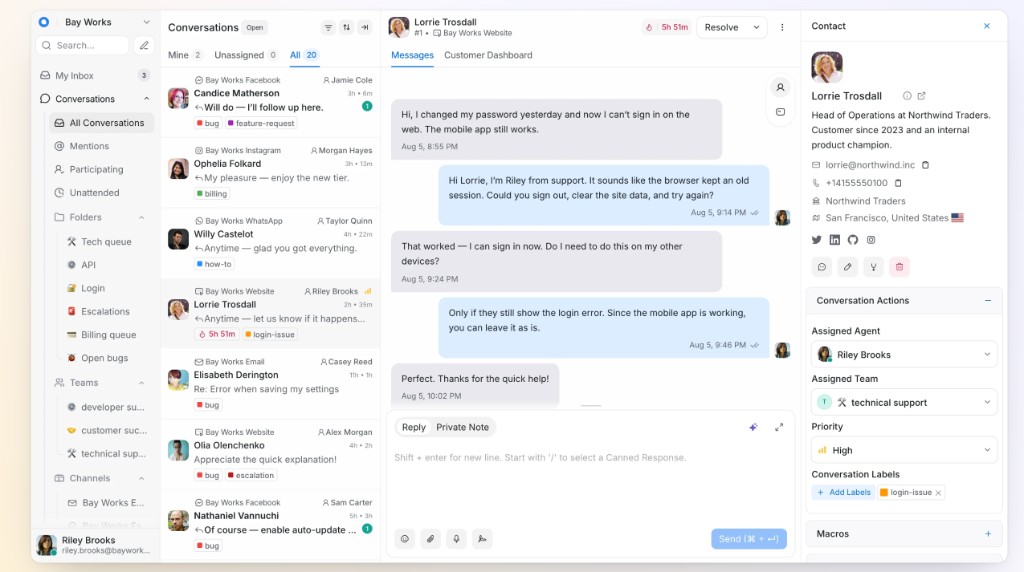 Bay Works
Search...
My Inbox 3
Conversations
All Conversations
Mentions
Participating
Unattended
Folders
Tech queue
API
Login
Escalations
Billing queue
Open bugs
Teams
developer su...
customer suc...
technical sup...
Channels
Bay Works E...
Riley Brooks
riley.brooks@baywork...
Conversations Open
Mine 2 Unassigned 0 All 20
Bay Works Facebook Jamie Cole
Candice Matherson 3h • 6m
Will do — I'll follow up here. 1
bug feature-request
Bay Works Instagram Morgan Hayes
Ophelia Folkard 3h • 13m
My pleasure — enjoy the new tier.
billing
Bay Works WhatsApp Taylor Quinn
Willy Castelot 4h • 22m
Anytime — glad you got everything.
how-to
Bay Works Website Riley Brooks
Lorrie Trosdall 2h • 35m
Anytime — let us know if it happens...
5h 51m login-issue
Bay Works Email Casey Reed
Elisabeth Derington 11h • 1h
Re: Error when saving my settings
bug
Bay Works Website Alex Morgan
Olia Olenchenko 4h • 2h
Appreciate the quick explanation!
bug escalation
Bay Works Facebook Sam Carter
Nathaniel Vannuchi 5h • 3h
Of course — enable auto-update ... 1
bug
Lorrie Trosdall
#1 • Bay Works Website
5h 51m Resolve
Messages Customer Dashboard
Hi, I changed my password yesterday and now I can't sign in on the
web. The mobile app still works.
Aug 5, 8:55 PM
Hi Lorrie, I'm Riley from support. It sounds like the browser kept an old
session. Could you sign out, clear the site data, and try again?
Aug 5, 9:14 PM
That worked — I can sign in now. Do I need to do this on my other
devices?
Aug 5, 9:24 PM
Only if they still show the login error. Since the mobile app is working,
you can leave it as is.
Aug 5, 9:46 PM
Perfect. Thanks for the quick help!
Aug 5, 10:02 PM
Reply Private Note
Shift + enter for new line. Start with '/' to select a Canned Response.
Send (⌘ + ↵)
Contact
Lorrie Trosdall
Head of Operations at Northwind Traders.
Customer since 2023 and an internal
product champion.
lorrie@northwind.inc
+14155550100
Northwind Traders
San Francisco, United States
Conversation Actions
Assigned Agent
Riley Brooks
Assigned Team
T technical support
Priority
High
Conversation Labels
+ Add Labels login-issue
Macros